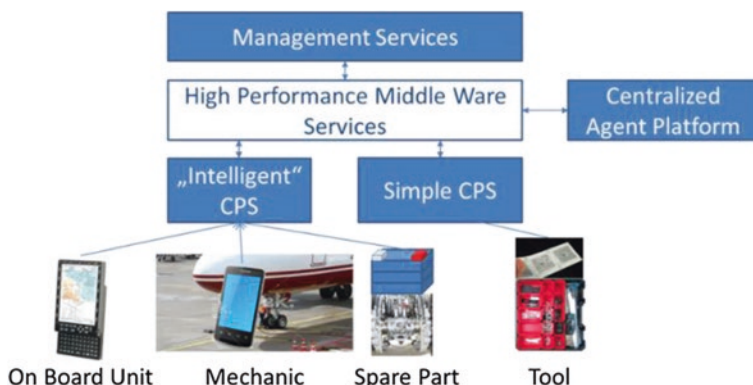 Management Services
High Performance Middle Ware
Services
Centralized
Agent Platform
„Intelligent“
CPS
Simple CPS
On Board Unit
Mechanic
Spare Part
Tool